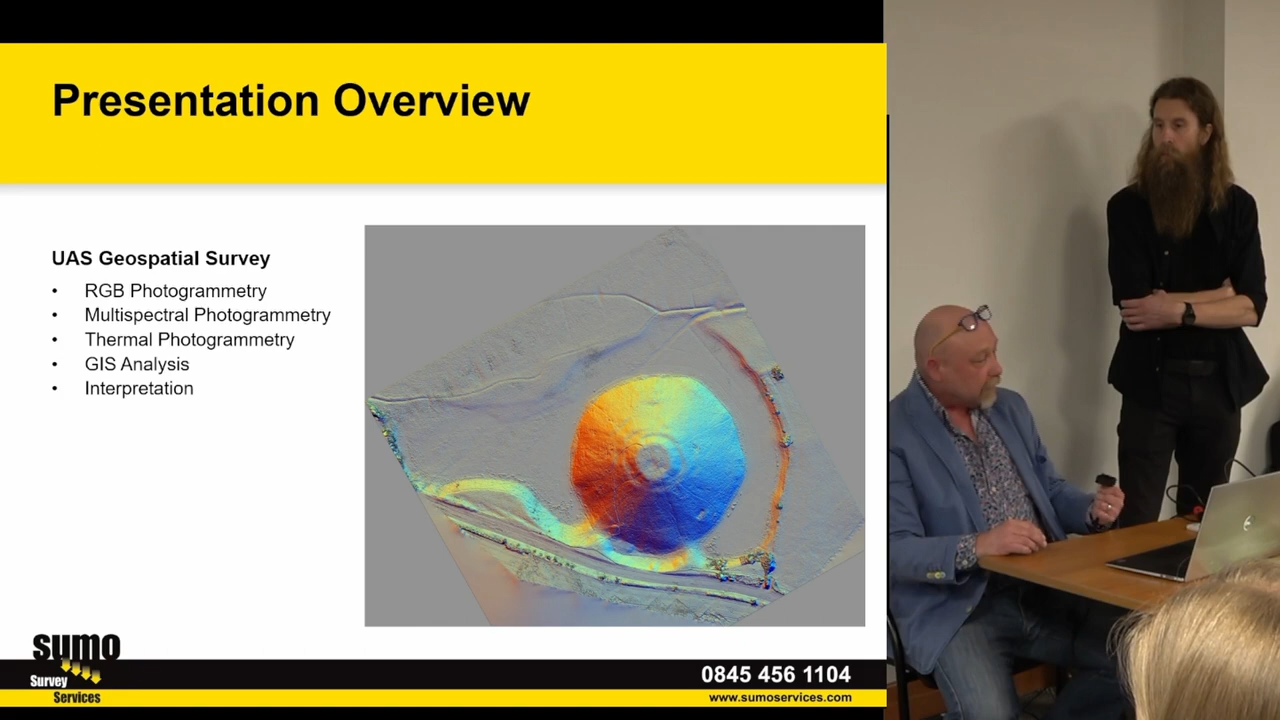 Presentation Overview
UAS Geospatial Survey
• RGB Photogrammetry
• Multispectral Photogrammetry
• Thermal Photogrammetry
• GIS Analysis
• Interpretation
sumo
Survey
Services
0845 456 1104
www.sumoservices.com